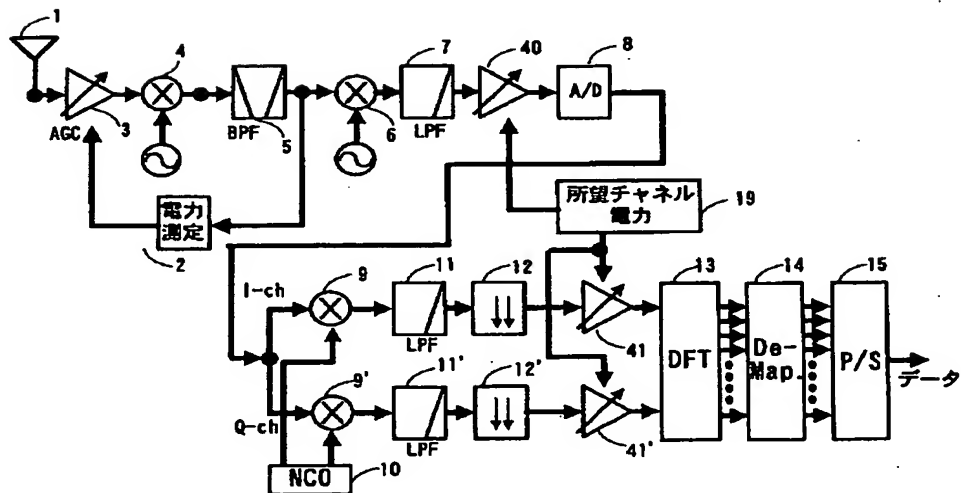 1
4
7
40
8
A/D
AGC
3
BPF
5
6
LPF
電力
測定
2
所望チャネル
電力
19
I-ch
9
11
12
13
14
15
LPF
41
DFT
De-
Map.
P/S
データ
9'
11'
12'
Q-ch
LPF
41'
NCO
10